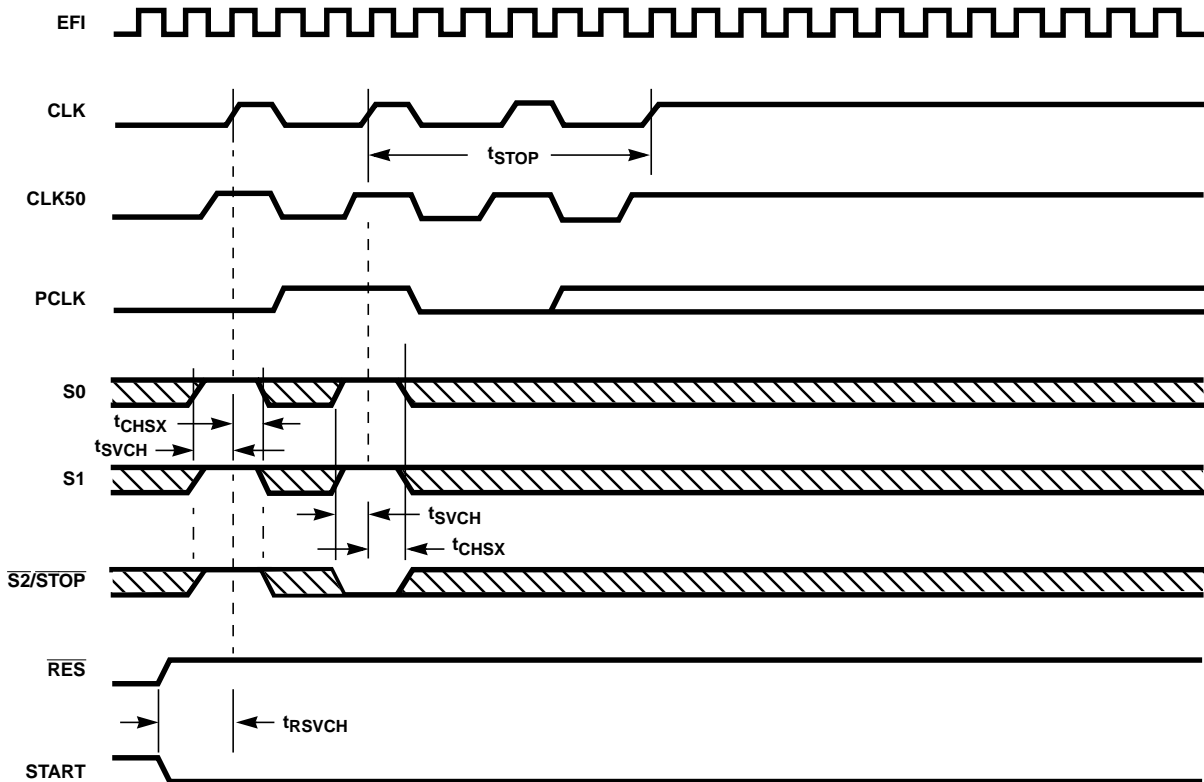 EFI
CLK
tSTOP
CLK50
PCLK
S0
tCHSX
tSVCH
S1
tSVCH
tCHSX
S2/STOP
RES
tRSVCH
START